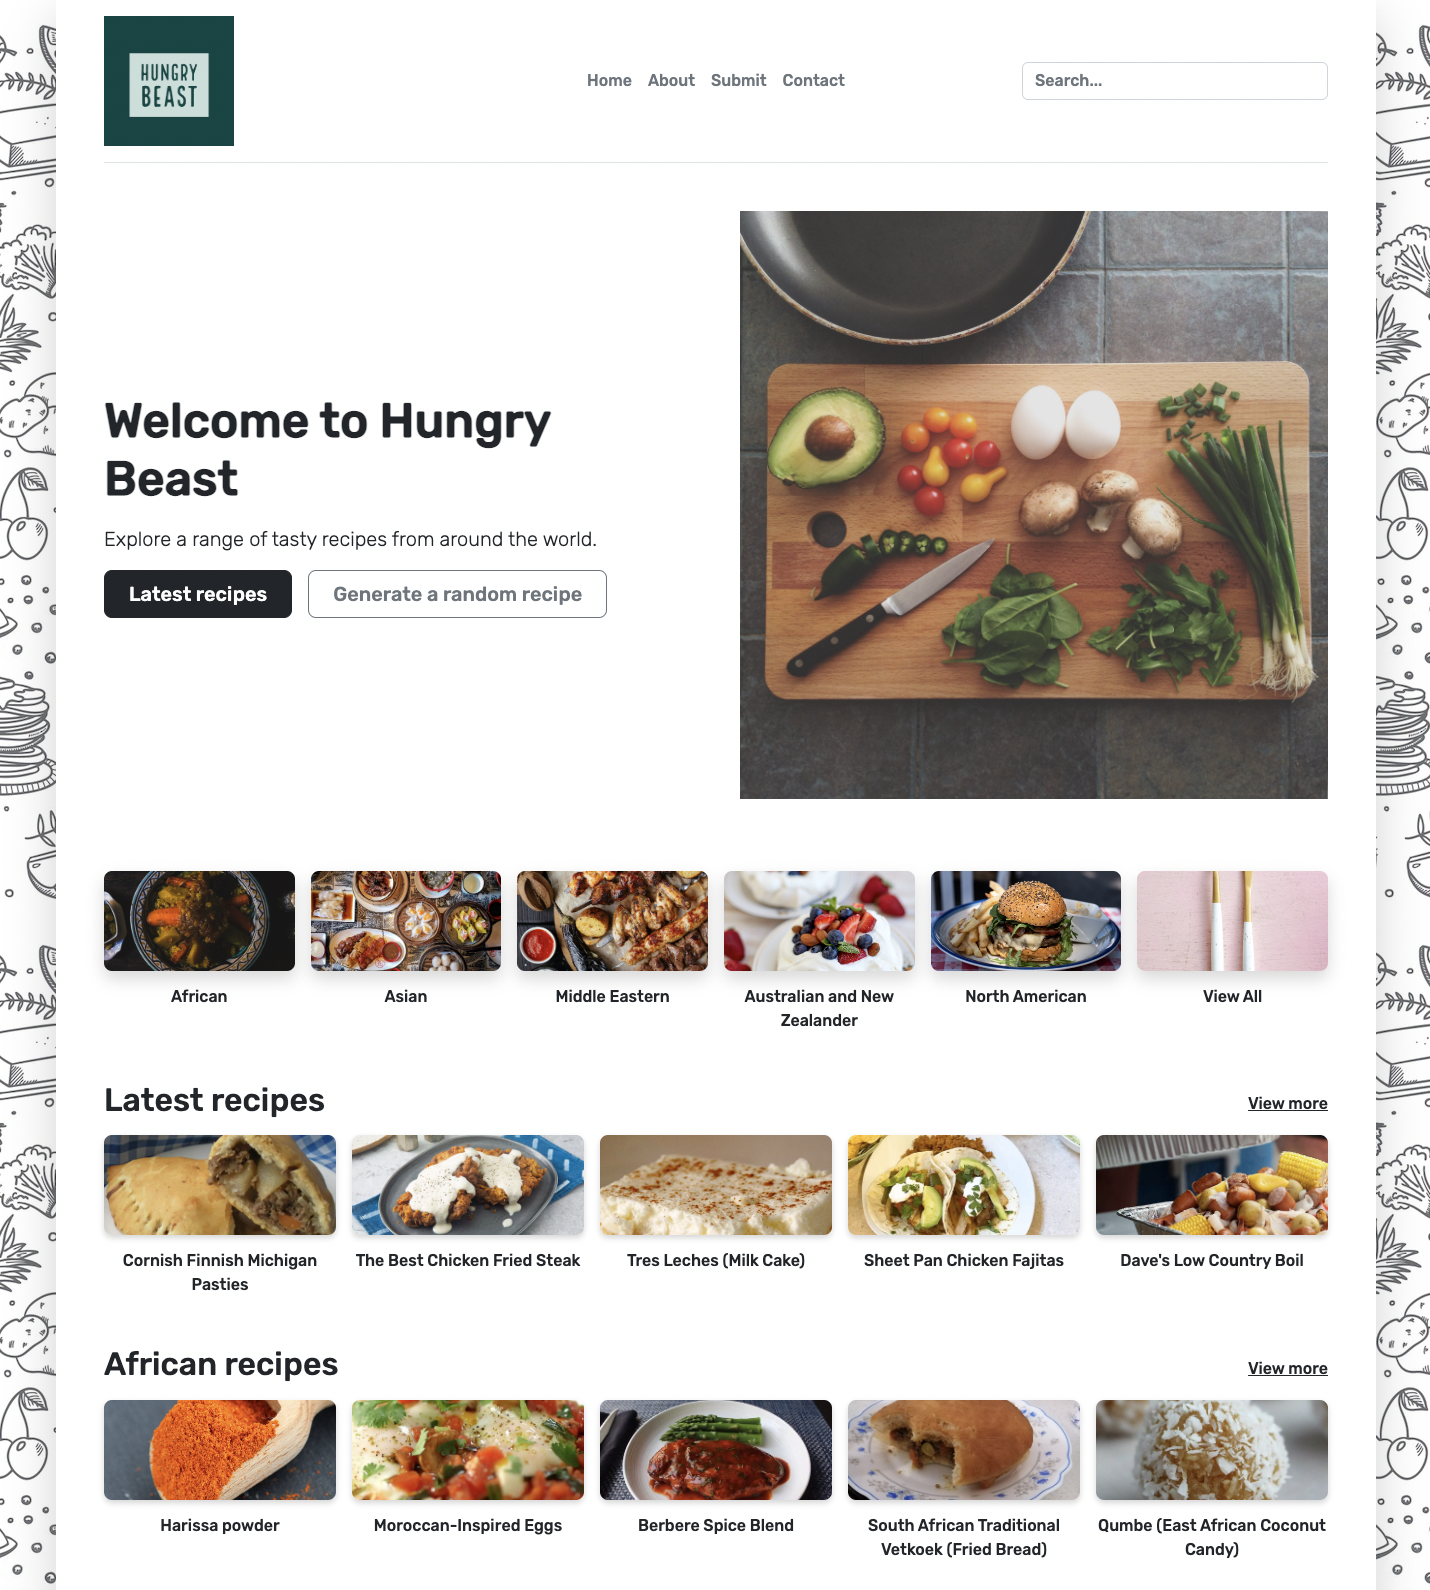 HUNGRY
BEAST
Home About Submit Contact
Search...
Welcome to Hungry
Beast
Explore a range of tasty recipes from around the world.
Latest recipes
Generate a random recipe
African
Asian
Middle Eastern
Australian and New
Zealander
North American
View All
Latest recipes
View more
Cornish Finnish Michigan
Pasties
The Best Chicken Fried Steak
Tres Leches (Milk Cake)
Sheet Pan Chicken Fajitas
Dave's Low Country Boil
African recipes
View more
Harissa powder
Moroccan-Inspired Eggs
Berbere Spice Blend
South African Traditional
Vetkoek (Fried Bread)
Qumbe (East African Coconut
Candy)